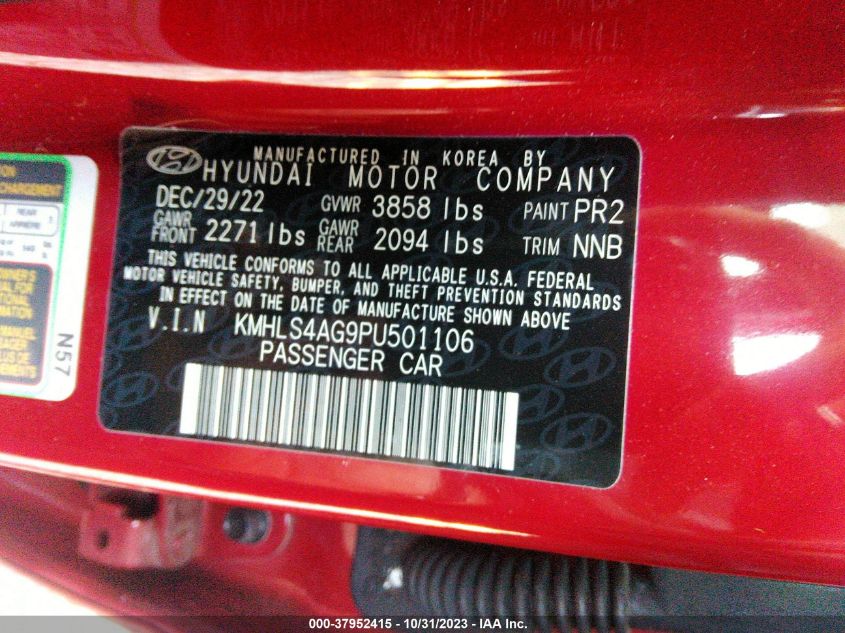 MANUFACTURED IN KOREA BY
HYUNDAI MOTOR COMPANY
DEC/29/22 GVWR 3858 lbs PAINT PR2
GAWR FRONT 2271 lbs GAWR REAR 2094 lbs TRIM NNB
THIS VEHICLE CONFORMS TO ALL APPLICABLE U.S.A. FEDERAL
MOTOR VEHICLE SAFETY, BUMPER, AND THEFT PREVENTION STANDARDS
IN EFFECT ON THE DATE OF MANUFACTURE SHOWN ABOVE
V.I.N KMHLS4AG9PU501106
PASSENGER CAR
REAR
ARRIERE
N57
000-37952415 - 10/31/2023 - IAA Inc.